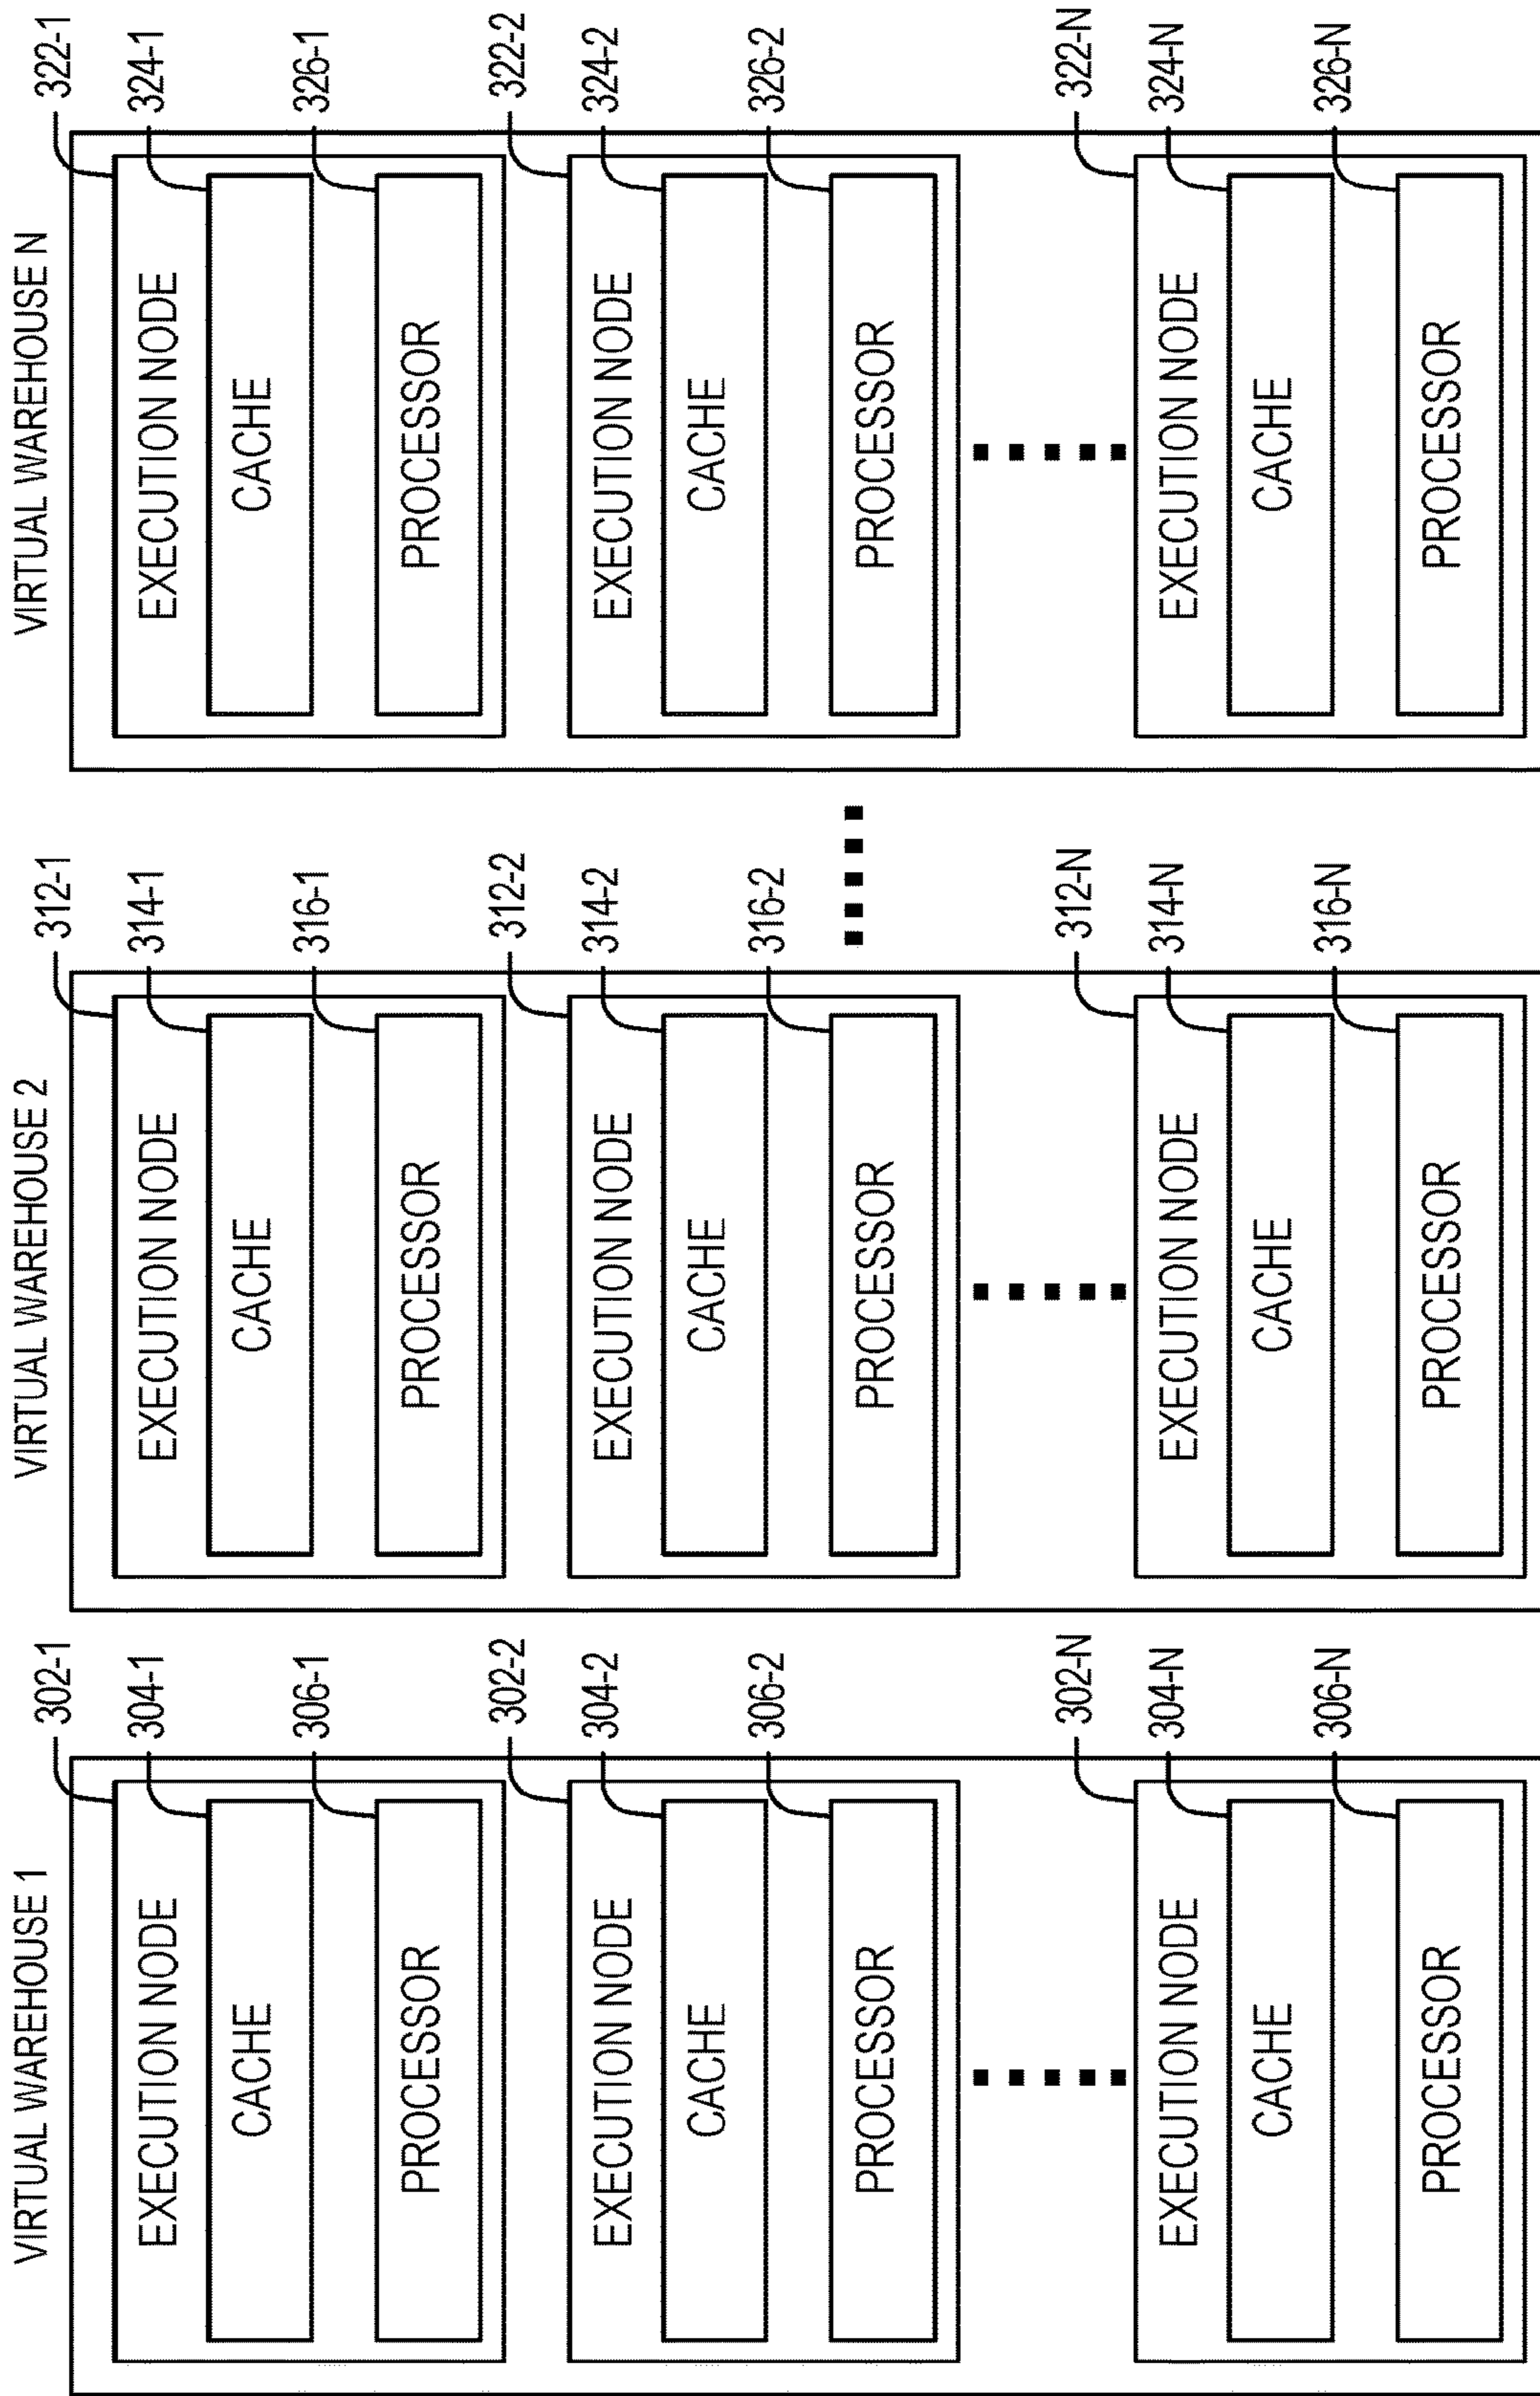 VIRTUAL WAREHOUSE 1
302-1
EXECUTION NODE
304-1
CACHE
306-1
PROCESSOR
302-2
EXECUTION NODE
304-2
CACHE
306-2
PROCESSOR
302-N
EXECUTION NODE
304-N
CACHE
306-N
PROCESSOR
VIRTUAL WAREHOUSE 2
312-1
EXECUTION NODE
314-1
CACHE
316-1
PROCESSOR
312-2
EXECUTION NODE
314-2
CACHE
316-2
PROCESSOR
312-N
EXECUTION NODE
314-N
CACHE
316-N
PROCESSOR
VIRTUAL WAREHOUSE N
322-1
EXECUTION NODE
324-1
CACHE
326-1
PROCESSOR
322-2
EXECUTION NODE
324-2
CACHE
326-2
PROCESSOR
322-N
EXECUTION NODE
324-N
CACHE
326-N
PROCESSOR